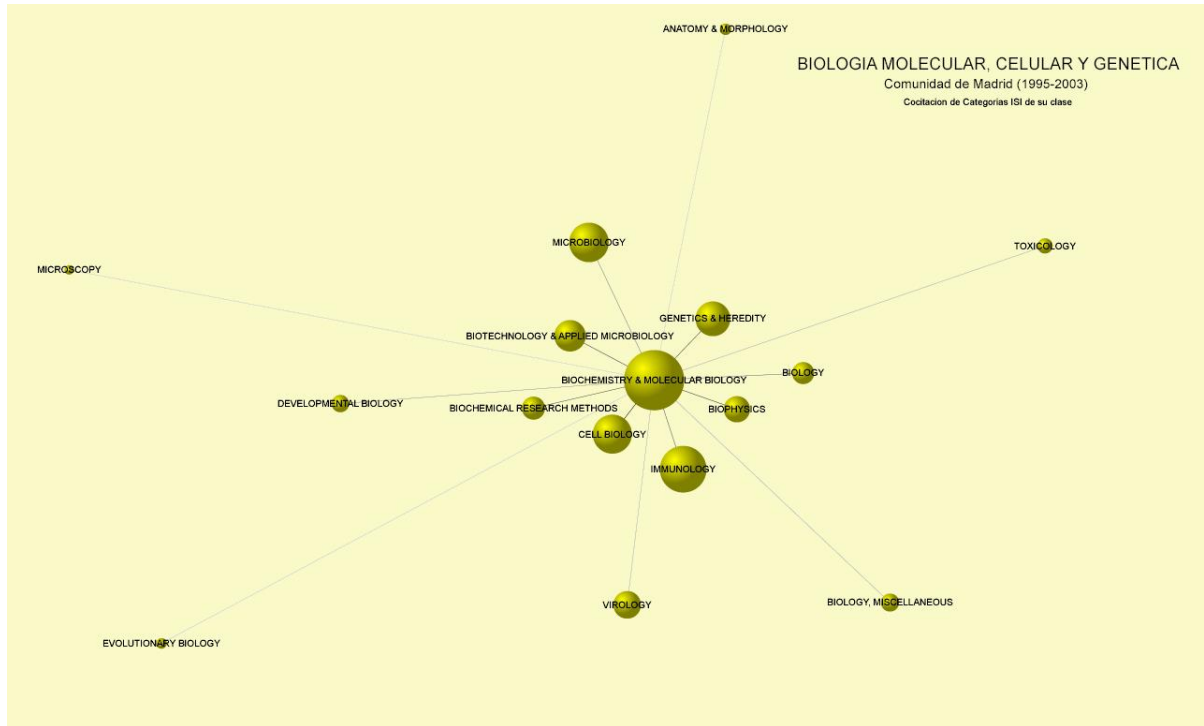 ANATOMY & MORPHOLOGY
BIOLOGIA MOLECULAR, CELULAR Y GENETICA
Comunidad de Madrid (1995-2003)
Cocitacion de Categorias ISI de su clase
MICROBIOLOGY
TOXICOLOGY
MICROSCOPY
GENETICS & HEREDITY
BIOTECHNOLOGY & APPLIED MICROBIOLOGY
BIOLOGY
BIOCHEMISTRY & MOLECULAR BIOLOGY
DEVELOPMENTAL BIOLOGY
BIOCHEMICAL RESEARCH METHODS
BIOPHYSICS
CELL BIOLOGY
IMMUNOLOGY
VIROLOGY
BIOLOGY, MISCELLANEOUS
EVOLUTIONARY BIOLOGY